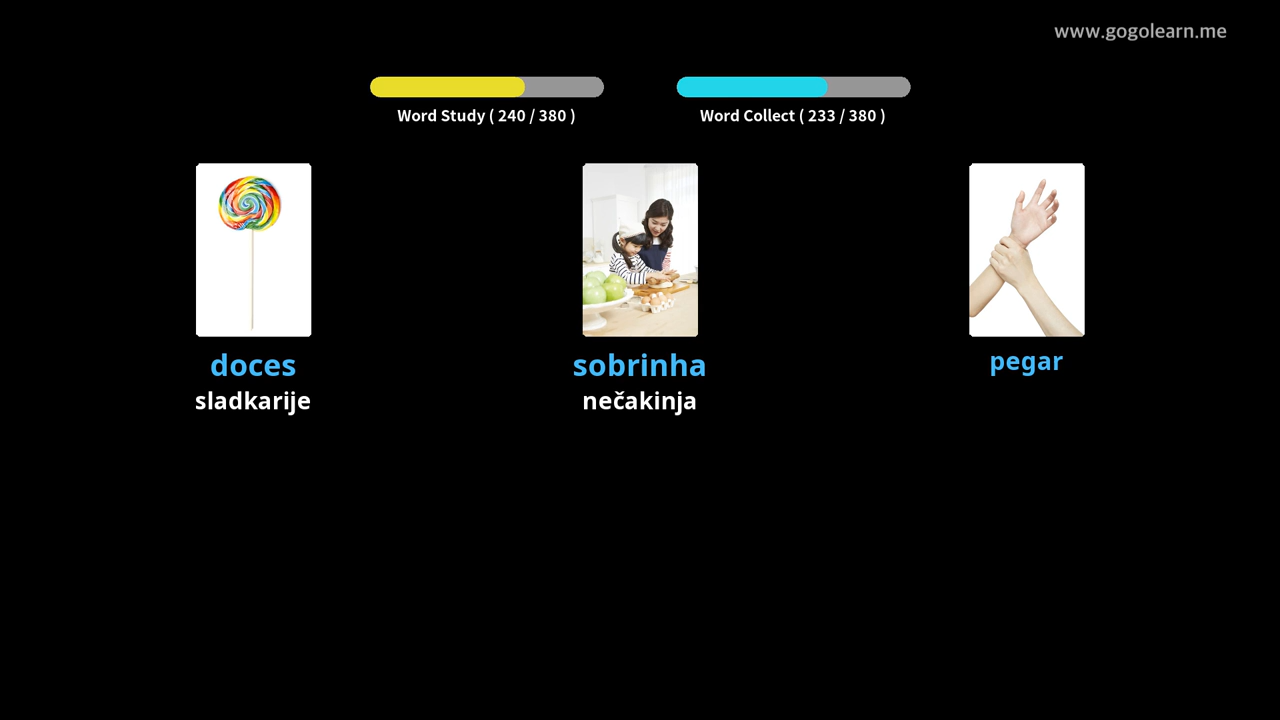 www.gogolearn.me
Word Study ( 240 / 380 )
Word Collect ( 233 / 380 )
doces
sladkarije
sobrinha
nečakinja
pegar